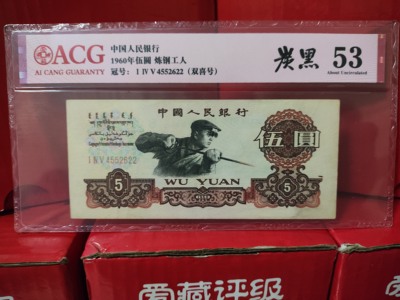 ACG
AI CANG GUARANTY
中国人民银行
1960年伍圆 炼钢工人
冠号： I Ⅳ Ⅴ 4552622（双喜号）
炭黑 53
About Uncirculated
中國人民銀行
I Ⅳ Ⅴ 4552622
伍圓
5
WU YUAN
1960
5
爱藏评级